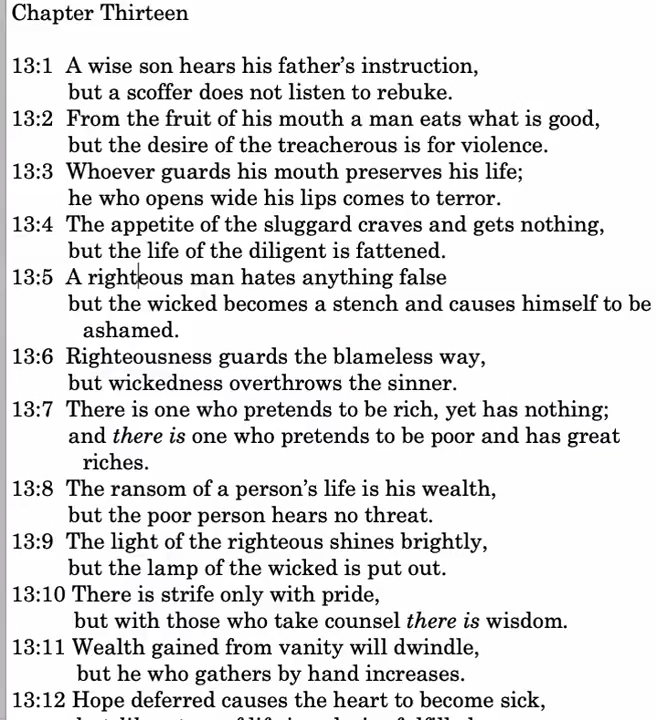 Chapter Thirteen
13:1 A wise son hears his father’s instruction,
but a scoffer does not listen to rebuke.
13:2 From the fruit of his mouth a man eats what is good,
but the desire of the treacherous is for violence.
13:3 Whoever guards his mouth preserves his life;
he who opens wide his lips comes to terror.
13:4 The appetite of the sluggard craves and gets nothing,
but the life of the diligent is fattened.
13:5 A righteous man hates anything false
but the wicked becomes a stench and causes himself to be
ashamed.
13:6 Righteousness guards the blameless way,
but wickedness overthrows the sinner.
13:7 There is one who pretends to be rich, yet has nothing;
and there is one who pretends to be poor and has great
riches.
13:8 The ransom of a person’s life is his wealth,
but the poor person hears no threat.
13:9 The light of the righteous shines brightly,
but the lamp of the wicked is put out.
13:10 There is strife only with pride,
but with those who take counsel there is wisdom.
13:11 Wealth gained from vanity will dwindle,
but he who gathers by hand increases.
13:12 Hope deferred causes the heart to become sick,